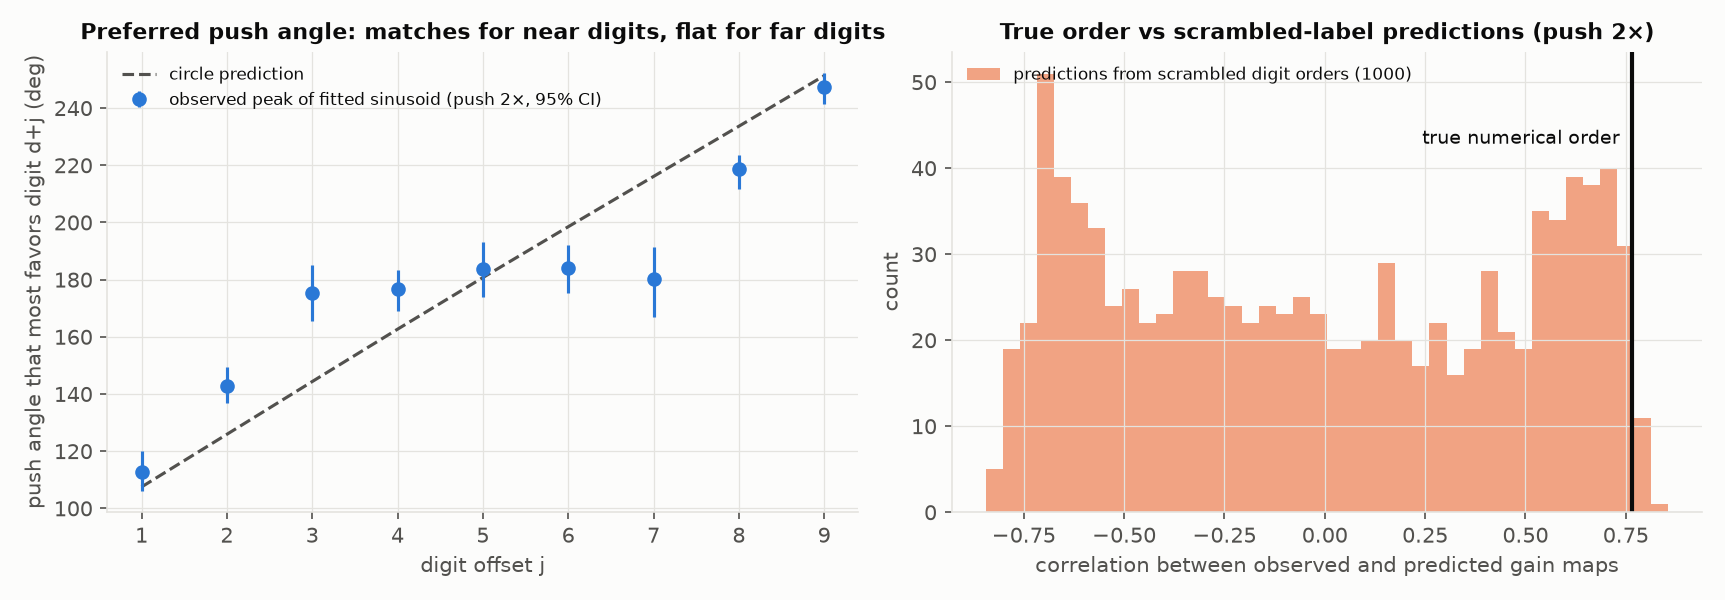 Preferred push angle: matches for near digits, flat for far digits
push angle that most favors digit d+j (deg)
circle prediction
observed peak of fitted sinusoid (push 2×, 95% CI)
240
220
200
180
160
140
120
100
1 2 3 4 5 6 7 8 9
digit offset j
True order vs scrambled-label predictions (push 2×)
count
predictions from scrambled digit orders (1000)
true numerical order
50
40
30
20
10
0
−0.75 −0.50 −0.25 0.00 0.25 0.50 0.75
correlation between observed and predicted gain maps